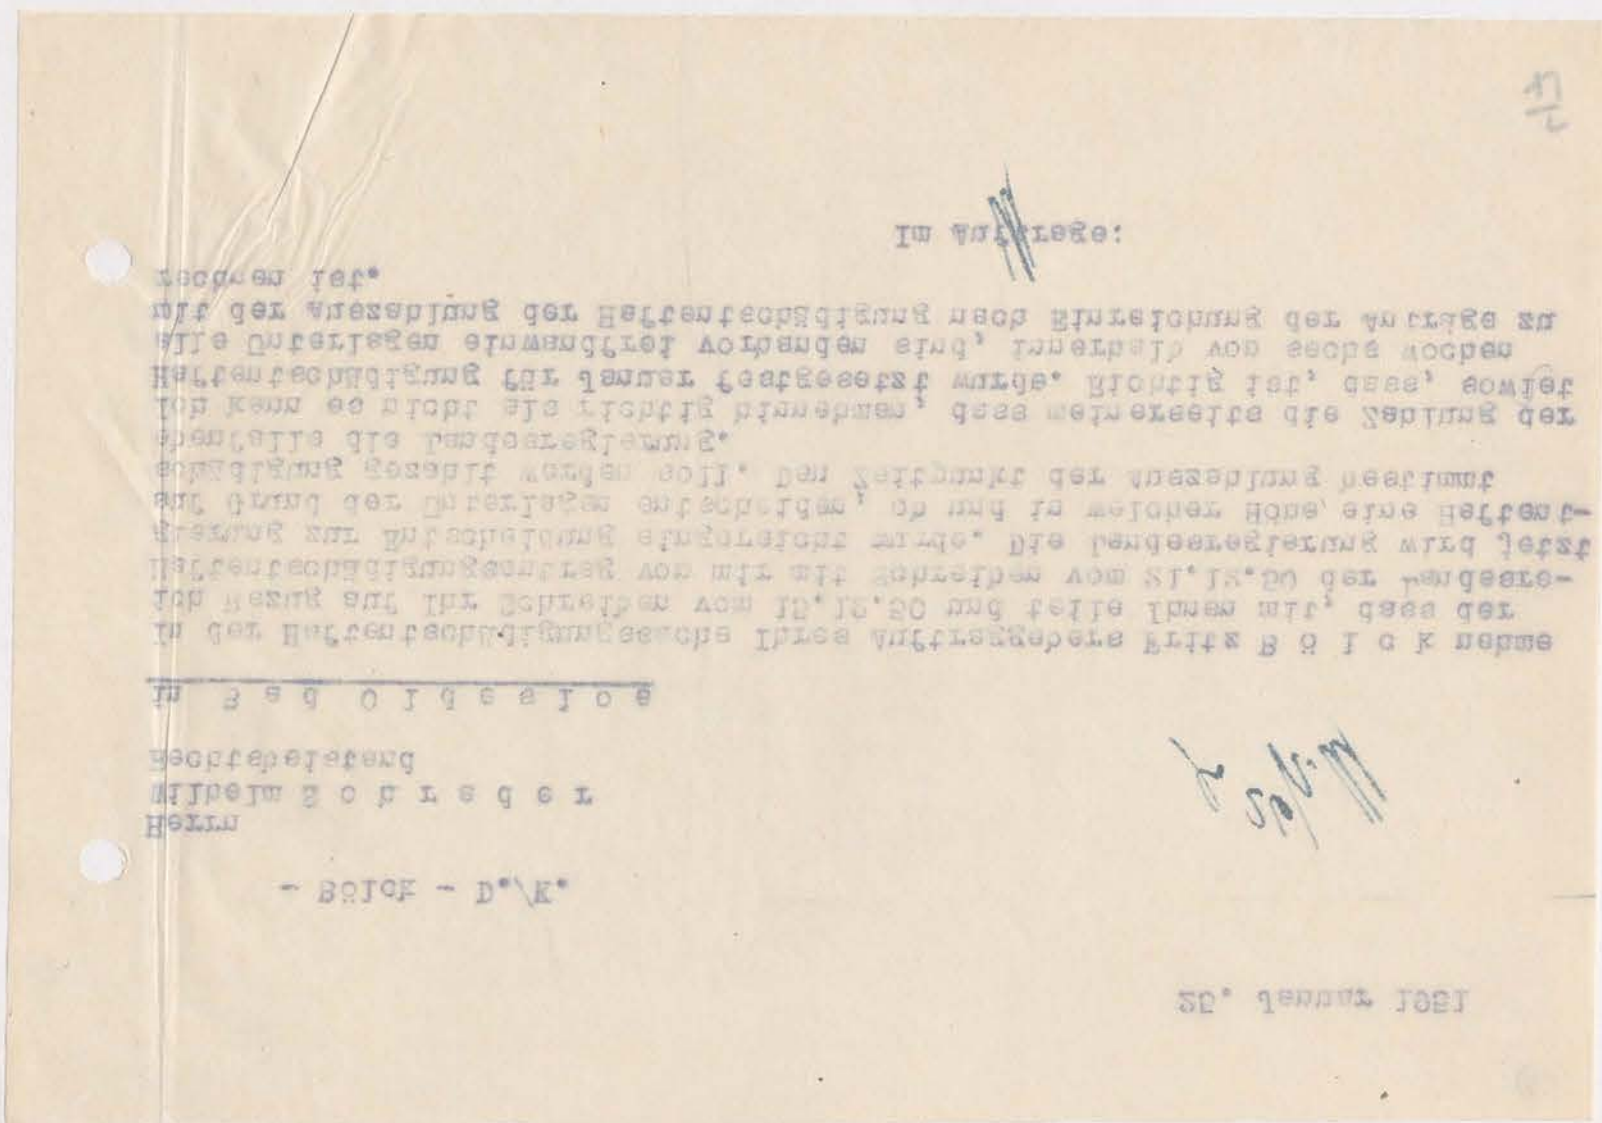 25. Januar 1951
- Bölck - D./K.
Herrn
Wilhelm S c h r a d e r
Rechtsbeistand
in B a d O l d e s l o e
In der Haftentschädigungssache Ihres Auftraggebers Fritz B ö l c k nehme
ich Bezug auf Ihr Schreiben vom 15.12.50 und teile Ihnen mit, dass der
Haftentschädigungsantrag von mir mit Schreiben vom 21.12.50 der Landesre-
gierung zur Entscheidung eingereicht wurde. Die Landesregierung wird jetzt
auf Grund der Unterlagen entscheiden, ob und in welcher Höhe eine Haftent-
schädigung gezahlt werden soll. Den Zeitpunkt der Auszahlung bestimmt
ebenfalls die Landesregierung.
Ich kann es nicht als richtig hinnehmen, dass meinerseits die Zahlung der
Haftentschädigung für Januar festgesetzt wurde. Richtig ist, dass, soweit
alle Unterlagen einwandfrei vorhanden sind, innerhalb von sechs Wochen
mit der Auszahlung der Haftentschädigung nach Einreichung der Anträge zu
rechnen ist.
Im Auftrage: